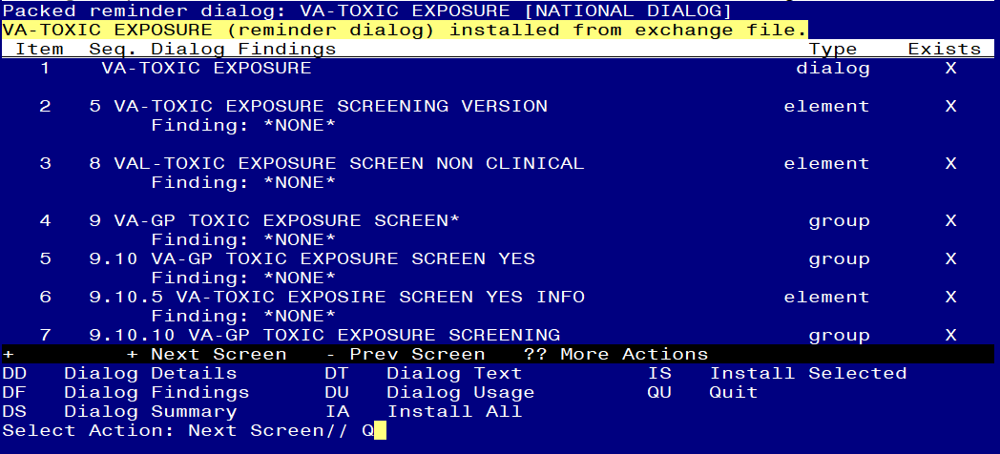 Packed reminder dialog: VA-TOXIC EXPOSURE [NATIONAL DIALOG]
VA-TOXIC EXPOSURE (reminder dialog) installed from exchange file.
Item Seq. Dialog Findings Type Exists
1 VA-TOXIC EXPOSURE dialog X
2 5 VA-TOXIC EXPOSURE SCREENING VERSION element X
Finding: *NONE*
3 8 VAL-TOXIC EXPOSURE SCREEN NON CLINICAL element X
Finding: *NONE*
4 9 VA-GP TOXIC EXPOSURE SCREEN* group X
Finding: *NONE*
5 9.10 VA-GP TOXIC EXPOSURE SCREEN YES group X
Finding: *NONE*
6 9.10.5 VA-TOXIC EXPOSIRE SCREEN YES INFO element X
Finding: *NONE*
7 9.10.10 VA-GP TOXIC EXPOSURE SCREENING group X
+ + Next Screen - Prev Screen ?? More Actions
DD Dialog Details DT Dialog Text IS Install Selected
DF Dialog Findings DU Dialog Usage QU Quit
DS Dialog Summary IA Install All
Select Action: Next Screen// Q